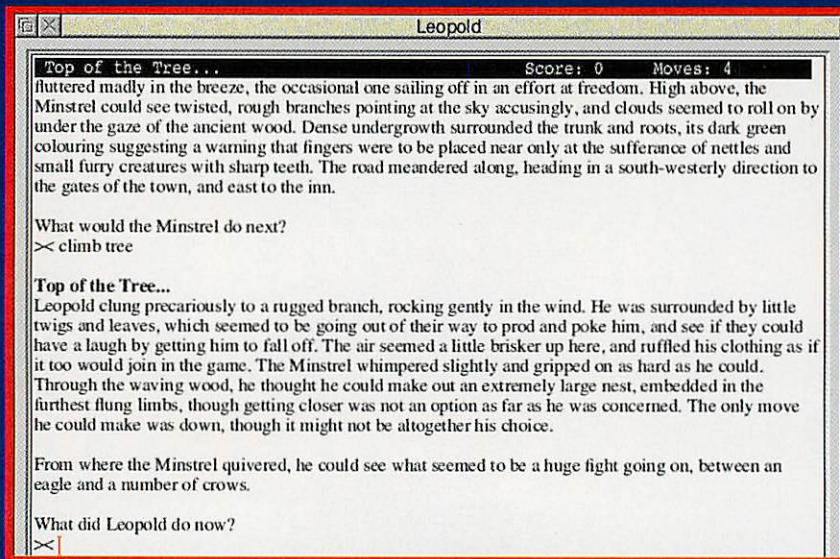 Leopold
Top of the Tree... Score: 0 Moves: 4
fluttered madly in the breeze, the occasional one sailing off in an effort at freedom. High above, the
Minstrel could see twisted, rough branches pointing at the sky accusingly, and clouds seemed to roll on by
under the gaze of the ancient wood. Dense undergrowth surrounded the trunk and roots, its dark green
colouring suggesting a warning that fingers were to be placed near only at the sufferance of nettles and
small furry creatures with sharp teeth. The road meandered along, heading in a south-westerly direction to
the gates of the town, and east to the inn.
What would the Minstrel do next?
>< climb tree
Top of the Tree...
Leopold clung precariously to a rugged branch, rocking gently in the wind. He was surrounded by little
twigs and leaves, which seemed to be going out of their way to prod and poke him, and see if they could
have a laugh by getting him to fall off. The air seemed a little brisker up here, and ruffled his clothing as if
it too would join in the game. The Minstrel whimpered slightly and gripped on as hard as he could.
Through the waving wood, he thought he could make out an extremely large nest, embedded in the
furthest flung limbs, though getting closer was not an option as far as he was concerned. The only move
he could make was down, though it might not be altogether his choice.
From where the Minstrel quivered, he could see what seemed to be a huge fight going on, between an
eagle and a number of crows.
What did Leopold do now?
><